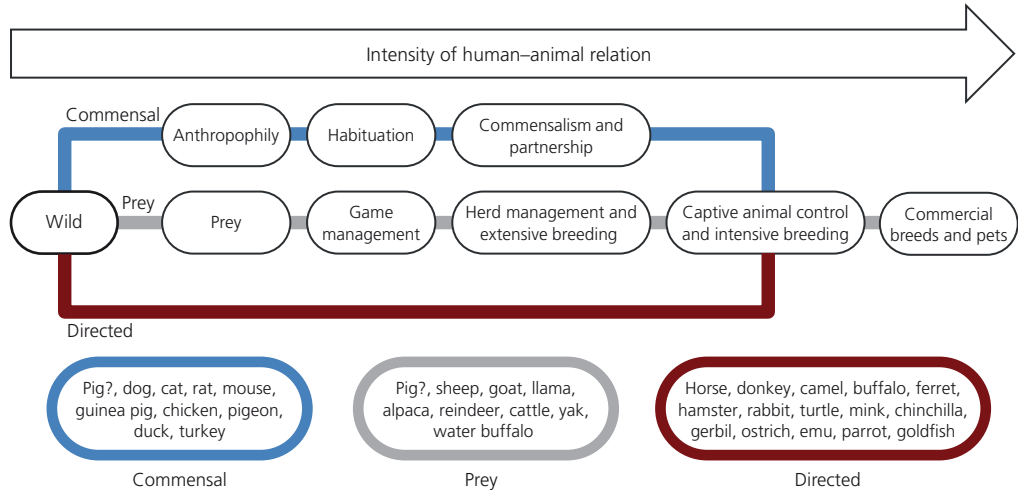 Intensity of human–animal relation
Commensal
Anthropophily
Habituation
Commensalism and
partnership
Wild
Prey
Prey
Game
management
Herd management and
extensive breeding
Captive animal control
and intensive breeding
Commercial
breeds and pets
Directed
Pig?, dog, cat, rat, mouse,
guinea pig, chicken, pigeon,
duck, turkey
Commensal
Pig?, sheep, goat, llama,
alpaca, reindeer, cattle, yak,
water buffalo
Prey
Horse, donkey, camel, buffalo, ferret,
hamster, rabbit, turtle, mink, chinchilla,
gerbil, ostrich, emu, parrot, goldfish
Directed